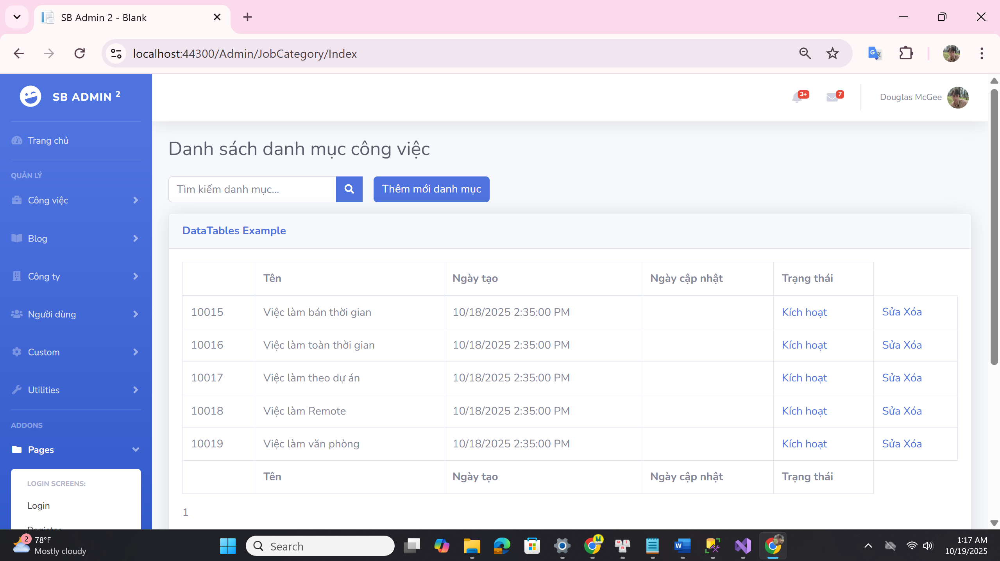 SB Admin 2 - Blank
localhost:44300/Admin/JobCategory/Index
SB ADMIN 2
3+
7
Douglas McGee
Trang chủ
QUẢN LÝ
Công việc
Blog
Công ty
Người dùng
Custom
Utilities
ADDONS
Pages
LOGIN SCREENS:
Login
Register
Danh sách danh mục công việc
Tìm kiếm danh mục...
Thêm mới danh mục
DataTables Example
Tên Ngày tạo Ngày cập nhật Trạng thái
10015 Việc làm bán thời gian 10/18/2025 2:35:00 PM Kích hoạt Sửa Xóa
10016 Việc làm toàn thời gian 10/18/2025 2:35:00 PM Kích hoạt Sửa Xóa
10017 Việc làm theo dự án 10/18/2025 2:35:00 PM Kích hoạt Sửa Xóa
10018 Việc làm Remote 10/18/2025 2:35:00 PM Kích hoạt Sửa Xóa
10019 Việc làm văn phòng 10/18/2025 2:35:00 PM Kích hoạt Sửa Xóa
Tên Ngày tạo Ngày cập nhật Trạng thái
1
2
78°F
Mostly cloudy
Search
1:17 AM
10/19/2025